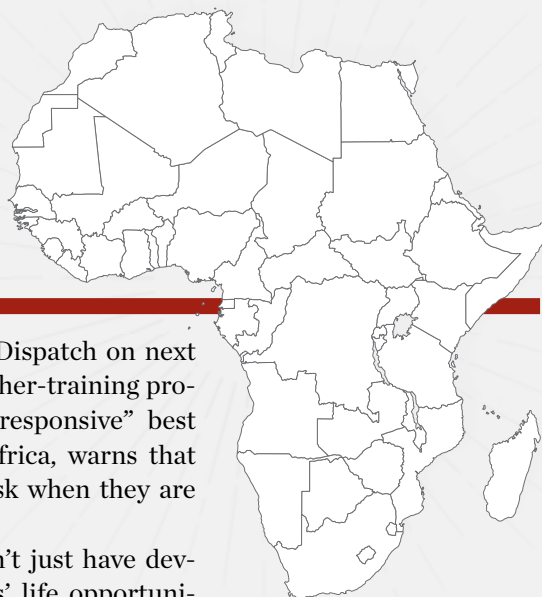 Dispatch on next
her-training pro-
responsive” best
frica, warns that
sk when they are
n't just have dev-
s' life opportuni-